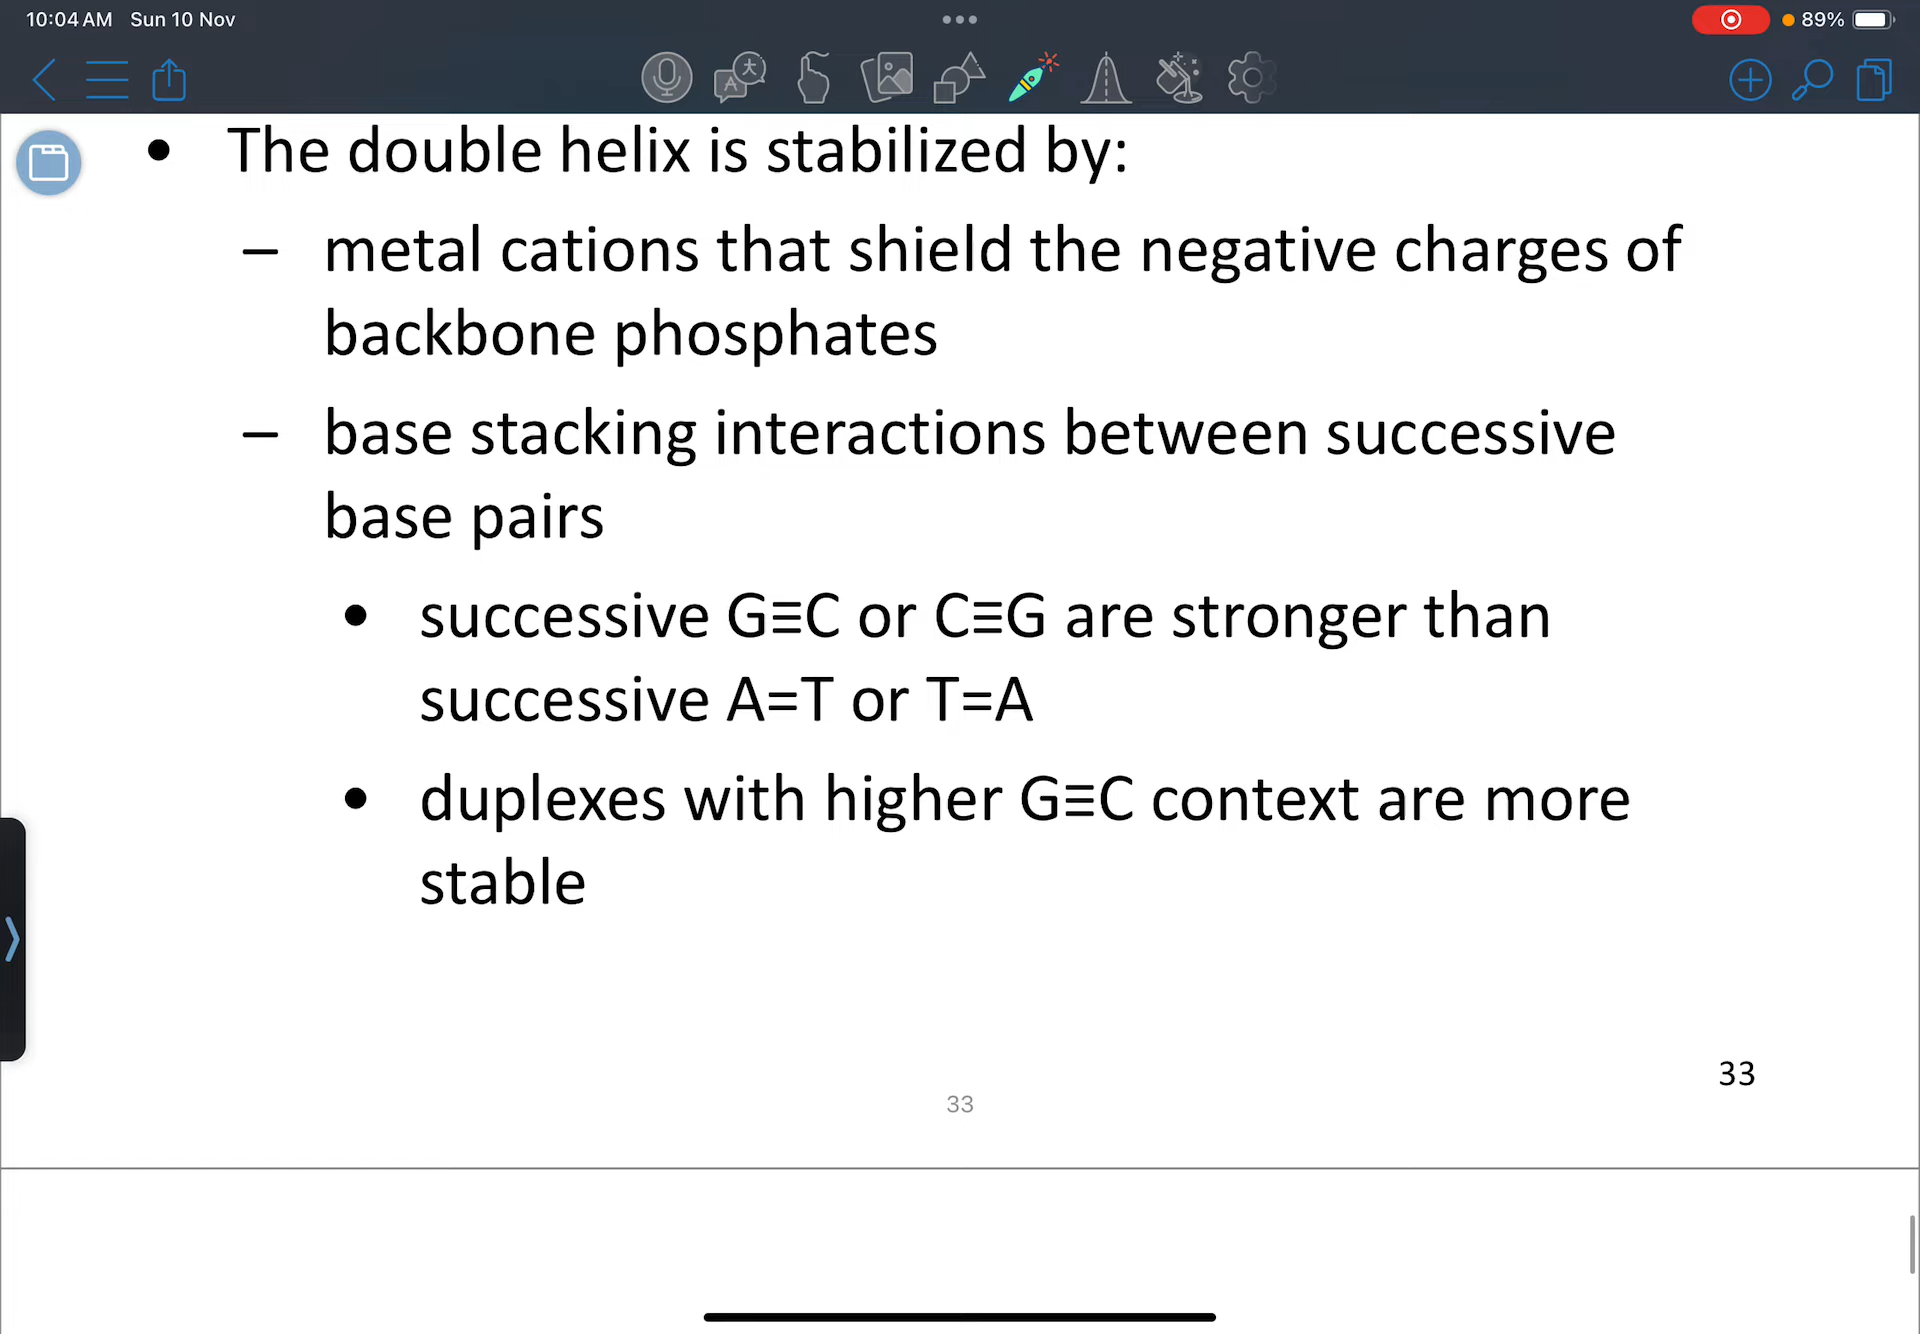 10:04 AM Sun 10 Nov
89%
• The double helix is stabilized by:
– metal cations that shield the negative charges of
backbone phosphates
– base stacking interactions between successive
base pairs
• successive G≡C or C≡G are stronger than
successive A=T or T=A
• duplexes with higher G≡C context are more
stable
33
33